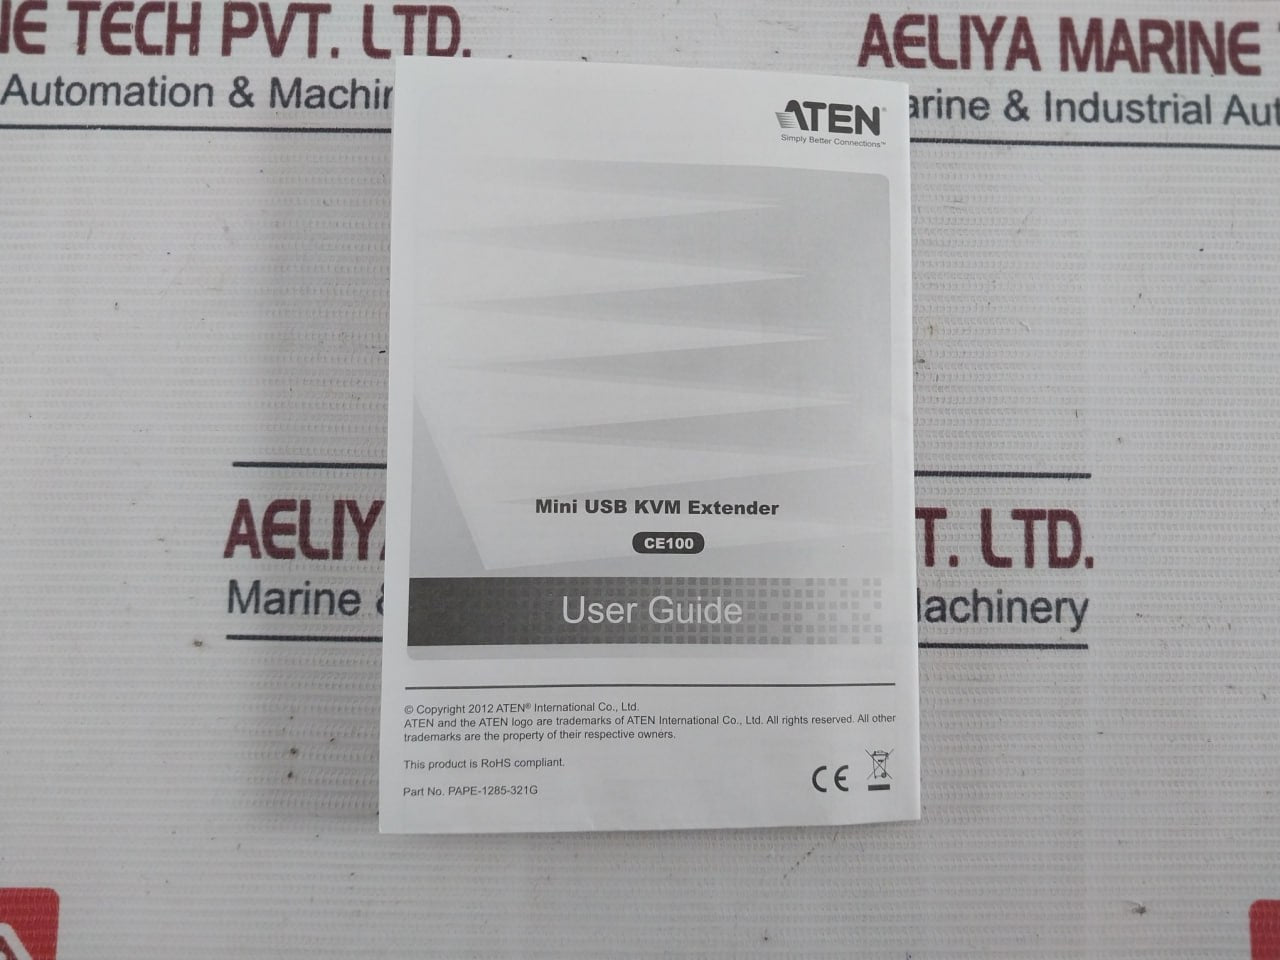 NE TECH PVT. LTD.
Automation & Machin
AELIYA MARINE
arine & Industrial Aut
ATEN®
Simply Better Connections™
Mini USB KVM Extender
CE100
User Guide
AELIY
Marine &
T. LTD.
achinery
© Copyright 2012 ATEN® International Co., Ltd.
ATEN and the ATEN logo are trademarks of ATEN International Co., Ltd. All rights reserved. All other
trademarks are the property of their respective owners.
This product is RoHS compliant.
Part No. PAPE-1285-321G
CE